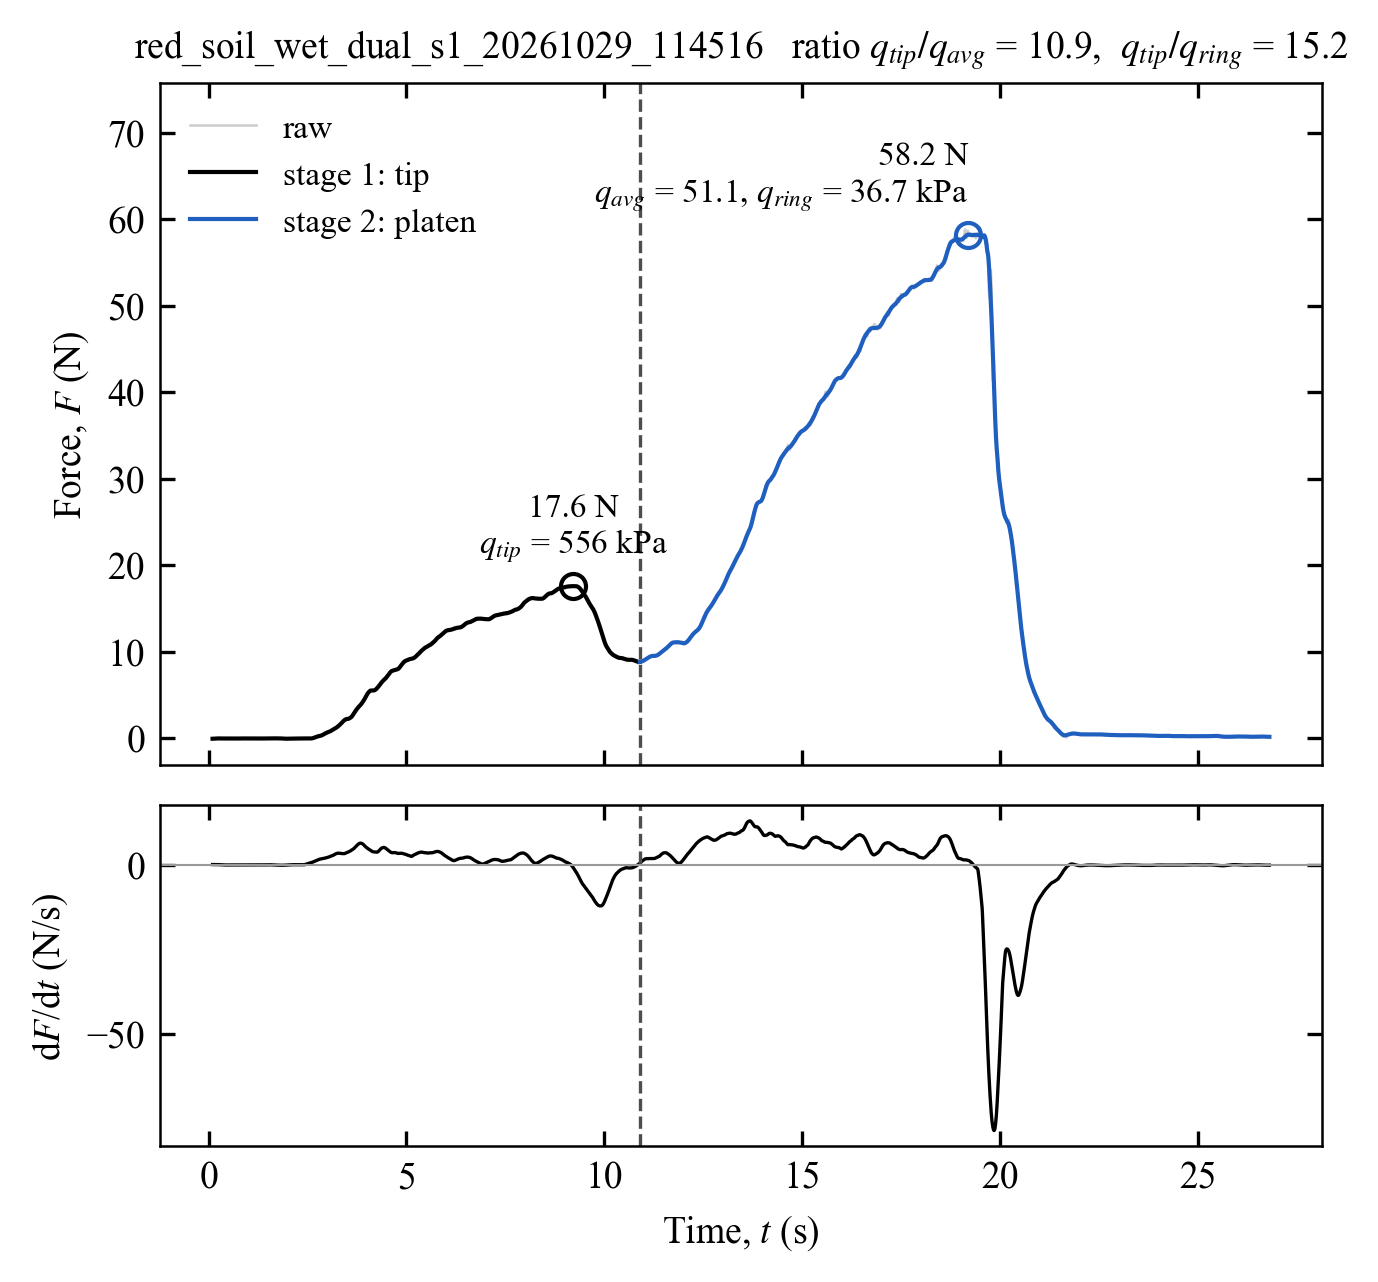 red_soil_wet_dual_s1_20261029_114516 ratio q_tip/q_avg = 10.9, q_tip/q_ring = 15.2
raw
stage 1: tip
stage 2: platen
58.2 N
q_avg = 51.1, q_ring = 36.7 kPa
17.6 N
q_tip = 556 kPa
Force, F (N)
70
60
50
40
30
20
10
0
dF/dt (N/s)
0
−50
0 5 10 15 20 25
Time, t (s)